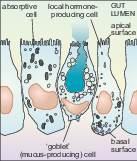 absorptive
cell
local hormone-
producing cell
GUT
LUMEN
apical
surface
basal
surface
'goblet'
(mucus-producing) cell